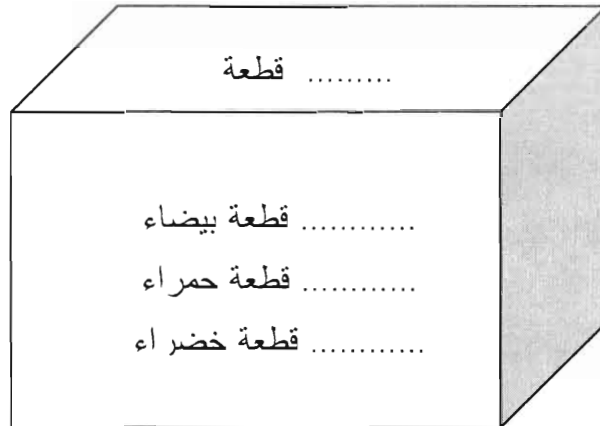 ......... قطعة
............ قطعة بيضاء
............ قطعة حمراء
............ قطعة خضراء